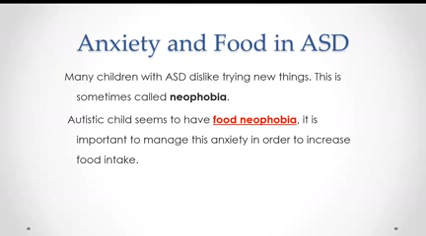 Anxiety and Food in ASD
Many children with ASD dislike trying new things. This is
sometimes called neophobia.
Autistic child seems to have food neophobia, it is
important to manage this anxiety in order to increase
food intake.